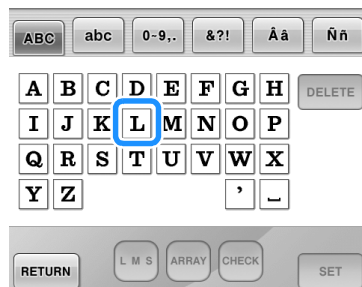 ABC abc 0~9,. &?! Ââ Ññ
A B C D E F G H DELETE
I J K L M N O P
Q R S T U V W X
Y Z ' ⌴
RETURN L M S ARRAY CHECK SET